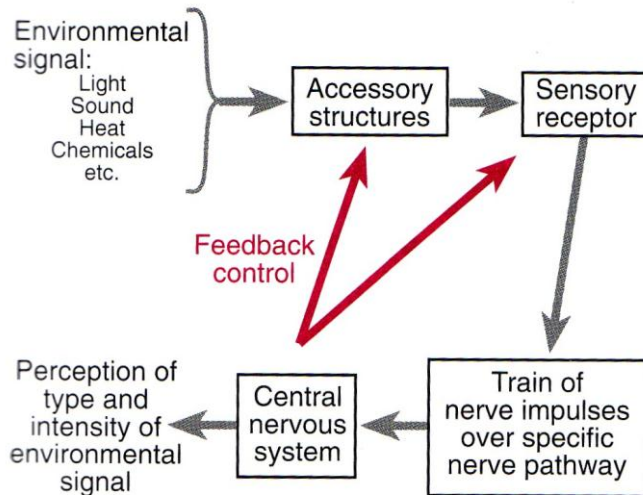 Environmental
signal:
Light
Sound
Heat
Chemicals
etc.
Accessory
structures
Sensory
receptor
Feedback
control
Train of
nerve impulses
over specific
nerve pathway
Central
nervous
system
Perception of
type and
intensity of
environmental
signal